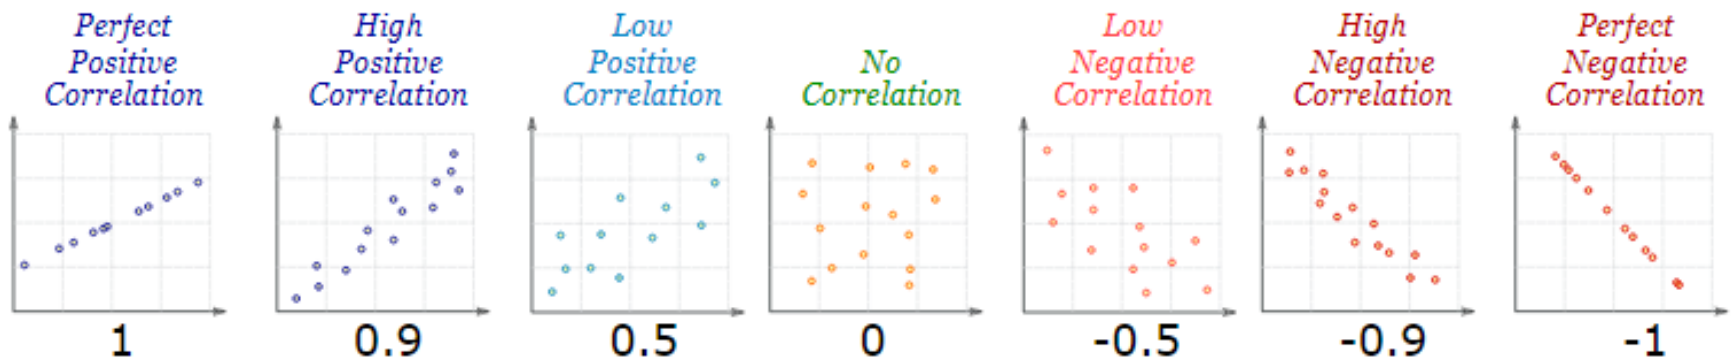 Perfect
Positive
Correlation
High
Positive
Correlation
Low
Positive
Correlation
No
Correlation
Low
Negative
Correlation
High
Negative
Correlation
Perfect
Negative
Correlation
1
0.9
0.5
0
-0.5
-0.9
-1